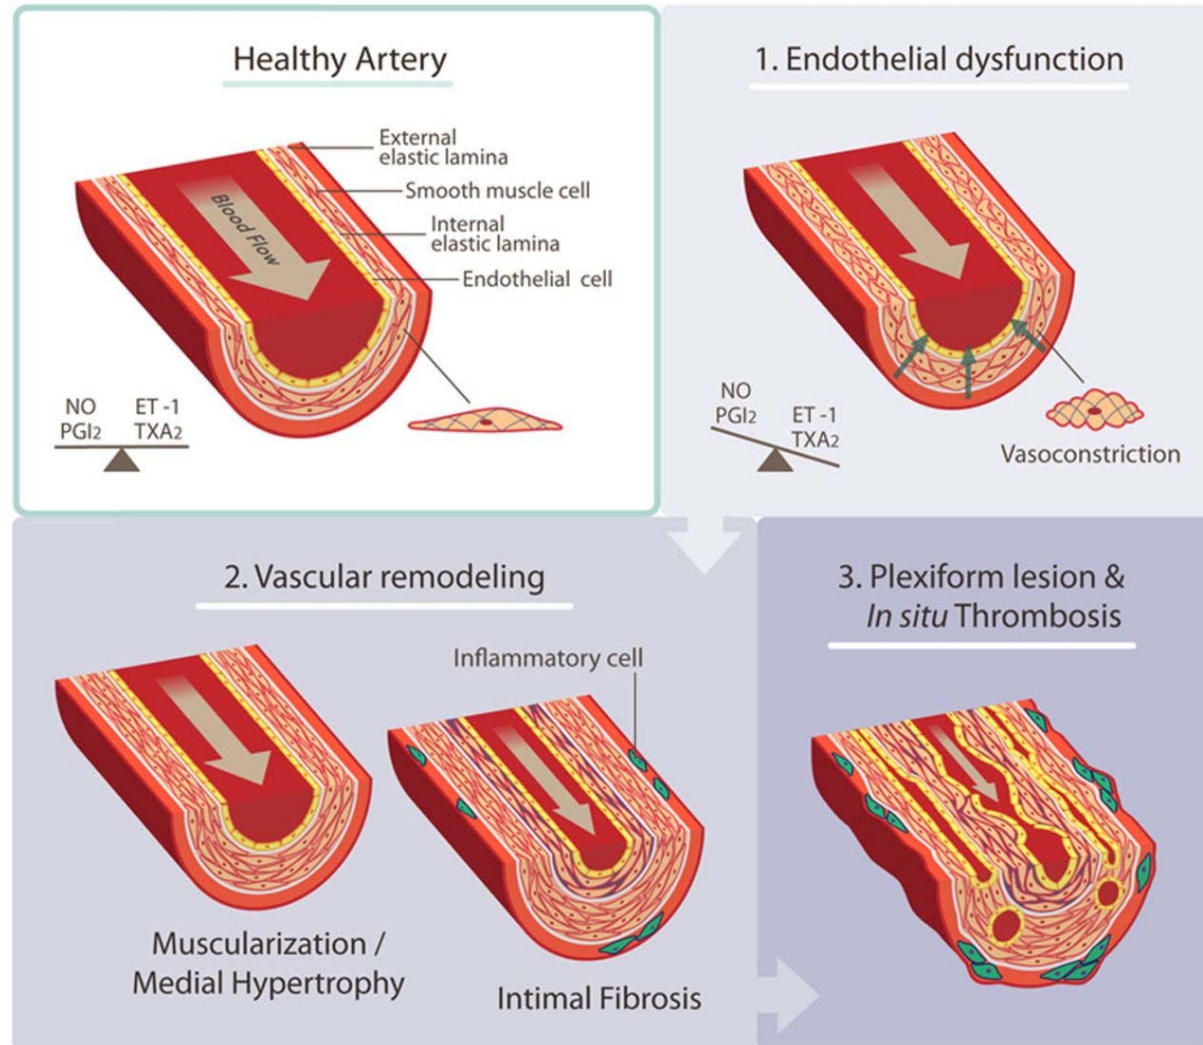 Healthy Artery
External
elastic lamina
Smooth muscle cell
Internal
elastic lamina
Endothelial cell
Blood Flow
NO ET -1
PGI2 TXA2
1. Endothelial dysfunction
NO
PGI2 ET -1
TXA2
Vasoconstriction
2. Vascular remodeling
Inflammatory cell
Muscularization /
Medial Hypertrophy
Intimal Fibrosis
3. Plexiform lesion &
In situ Thrombosis